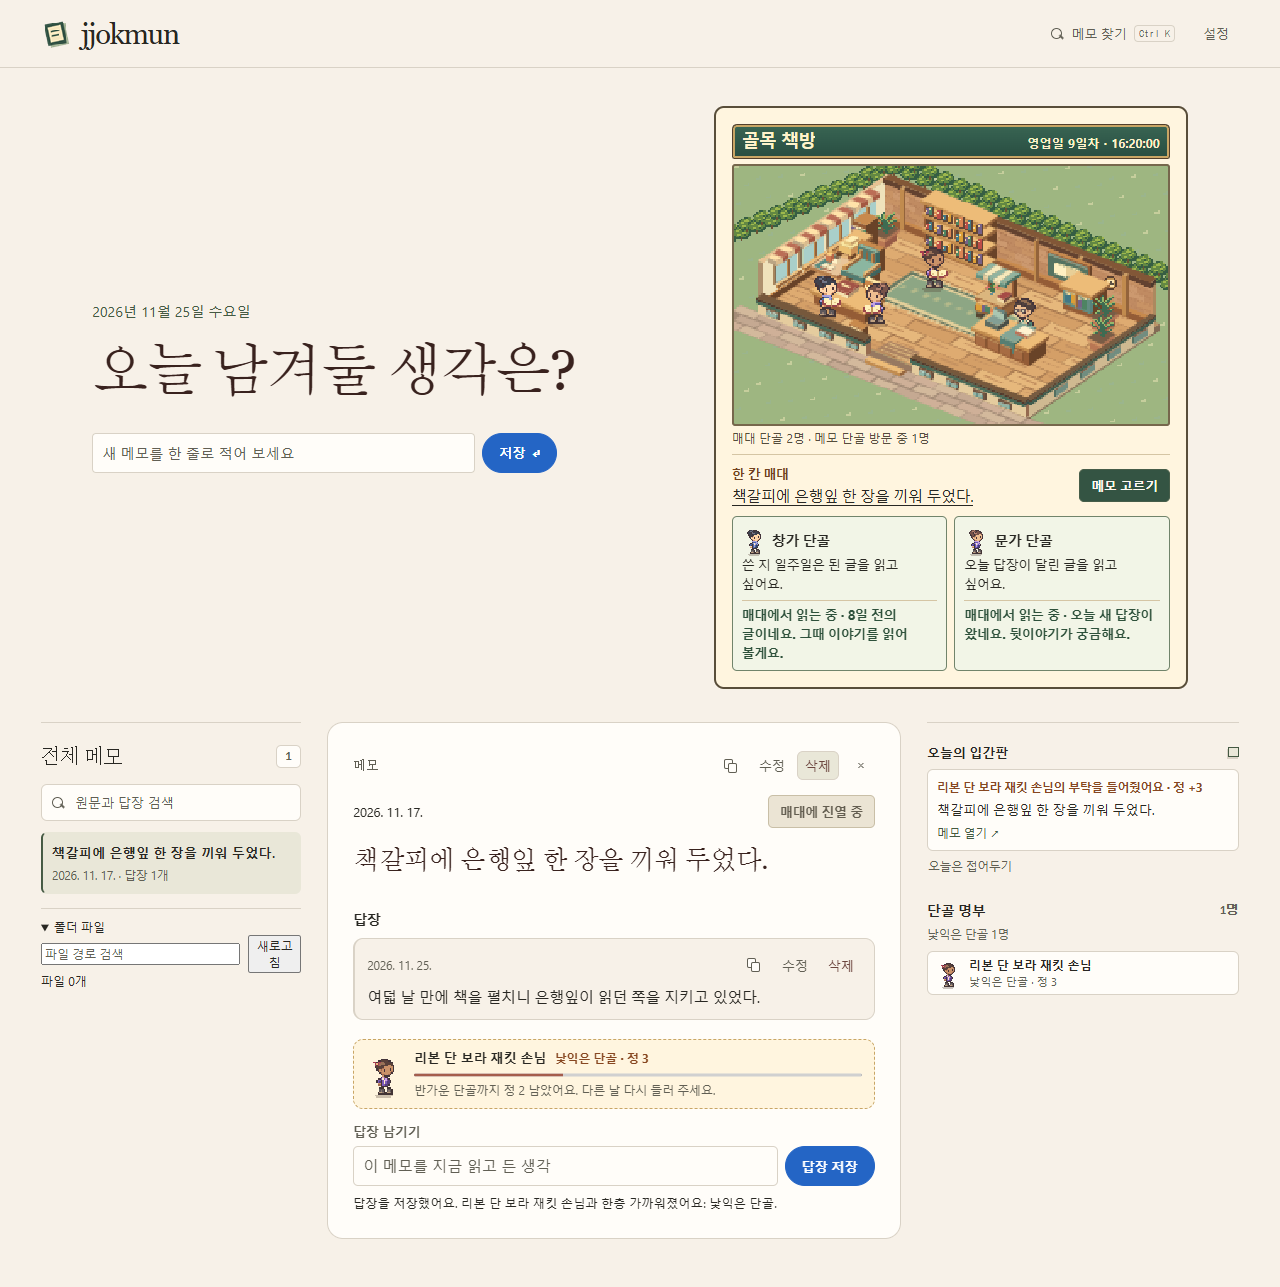 jjokmun
메모 찾기 Ctrl K 설정
2026년 11월 25일 수요일
오늘 남겨둘 생각은?
새 메모를 한 줄로 적어 보세요
저장
골목 책방
영업일 9일차 · 16:20:00
매대 단골 2명 · 메모 단골 방문 중 1명
한 칸 매대
책갈피에 은행잎 한 장을 끼워 두었다.
메모 고르기
창가 단골
쓴 지 일주일은 된 글을 읽고
싶어요.
매대에서 읽는 중 · 8일 전의
글이네요. 그때 이야기를 읽어
볼게요.
문가 단골
오늘 답장이 달린 글을 읽고
싶어요.
매대에서 읽는 중 · 오늘 새 답장이
왔네요. 뒷이야기가 궁금해요.
전체 메모 1
원문과 답장 검색
책갈피에 은행잎 한 장을 끼워 두었다.
2026. 11. 17. · 답장 1개
▼ 폴더 파일
파일 경로 검색
새로고
침
파일 0개
메모
수정 삭제 ×
2026. 11. 17.
매대에 진열 중
책갈피에 은행잎 한 장을 끼워 두었다.
답장
2026. 11. 25.
수정 삭제
여덟 날 만에 책을 펼치니 은행잎이 읽던 쪽을 지키고 있었다.
리본 단 보라 재킷 손님 낯익은 단골 · 정 3
반가운 단골까지 정 2 남았어요. 다른 날 다시 들러 주세요.
답장 남기기
이 메모를 지금 읽고 든 생각
답장 저장
답장을 저장했어요. 리본 단 보라 재킷 손님과 한층 가까워졌어요: 낯익은 단골.
오늘의 입간판
리본 단 보라 재킷 손님의 부탁을 들어줬어요 · 정 +3
책갈피에 은행잎 한 장을 끼워 두었다.
메모 열기 ↗
오늘은 접어두기
단골 명부 1명
낯익은 단골 1명
리본 단 보라 재킷 손님
낯익은 단골 · 정 3